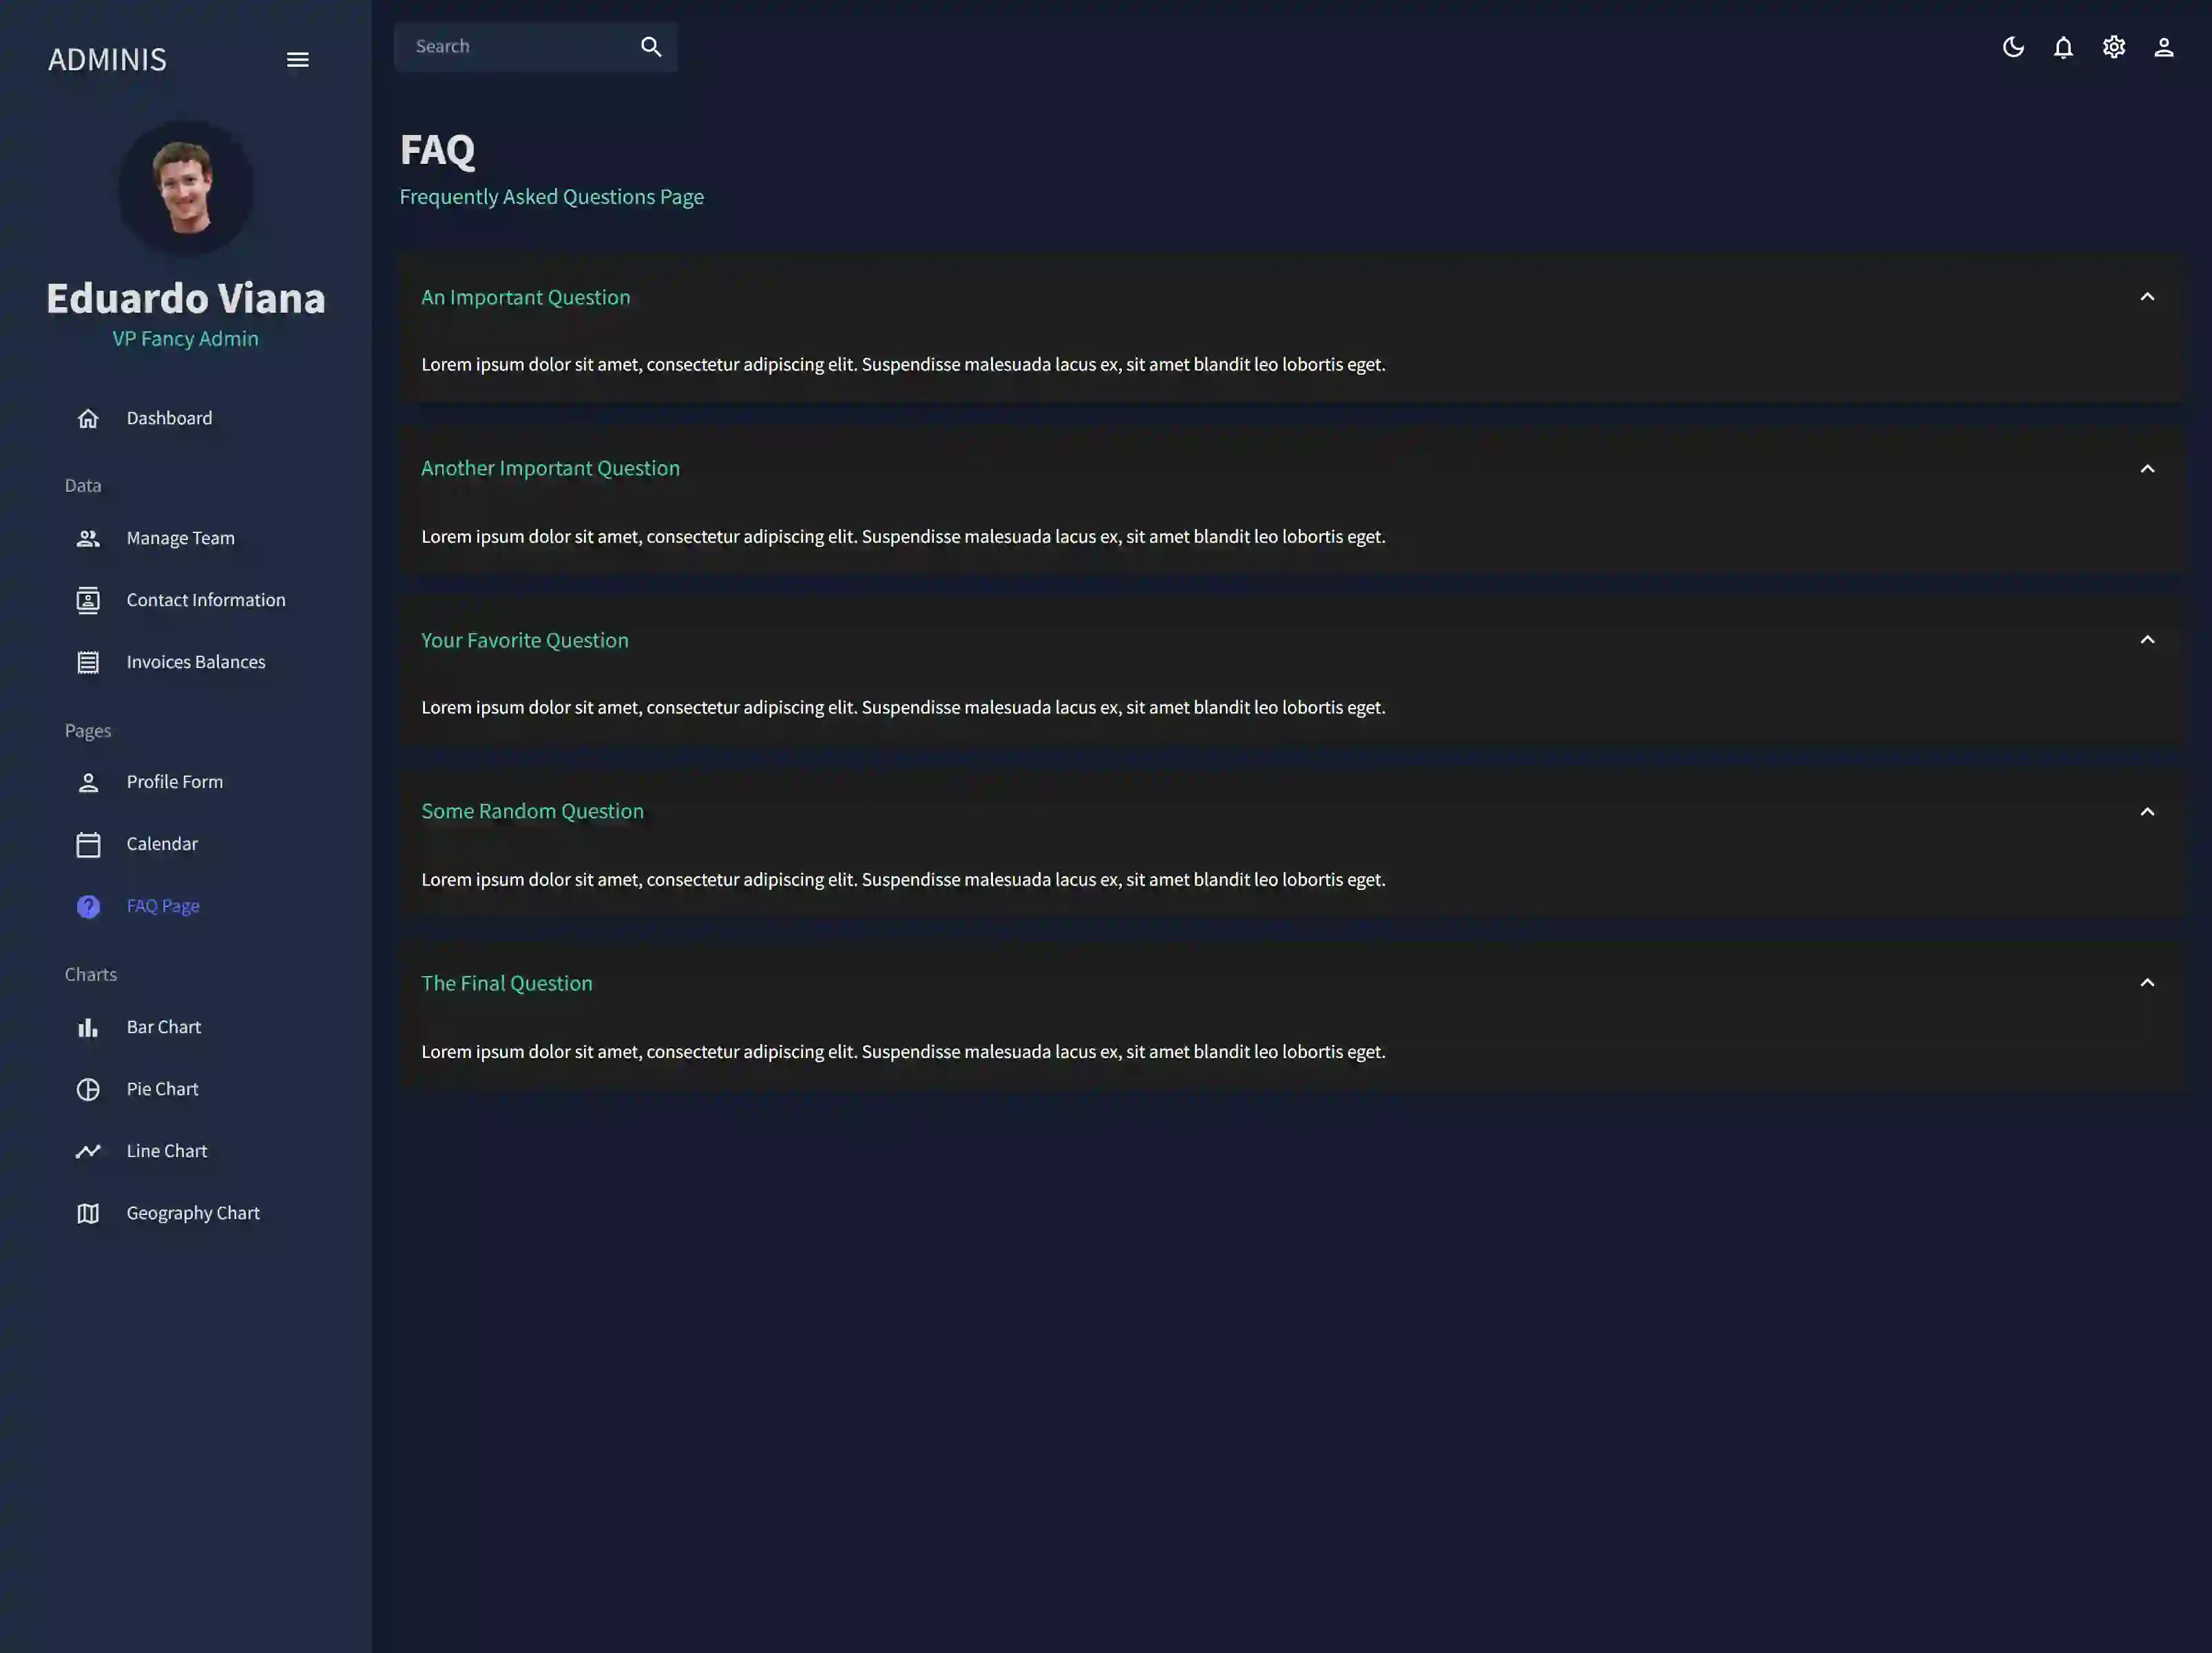 ADMINIS
Eduardo Viana
VP Fancy Admin
Dashboard
Data
Manage Team
Contact Information
Invoices Balances
Pages
Profile Form
Calendar
FAQ Page
Charts
Bar Chart
Pie Chart
Line Chart
Geography Chart
Search
FAQ
Frequently Asked Questions Page
An Important Question
Lorem ipsum dolor sit amet, consectetur adipiscing elit. Suspendisse malesuada lacus ex, sit amet blandit leo lobortis eget.
Another Important Question
Lorem ipsum dolor sit amet, consectetur adipiscing elit. Suspendisse malesuada lacus ex, sit amet blandit leo lobortis eget.
Your Favorite Question
Lorem ipsum dolor sit amet, consectetur adipiscing elit. Suspendisse malesuada lacus ex, sit amet blandit leo lobortis eget.
Some Random Question
Lorem ipsum dolor sit amet, consectetur adipiscing elit. Suspendisse malesuada lacus ex, sit amet blandit leo lobortis eget.
The Final Question
Lorem ipsum dolor sit amet, consectetur adipiscing elit. Suspendisse malesuada lacus ex, sit amet blandit leo lobortis eget.